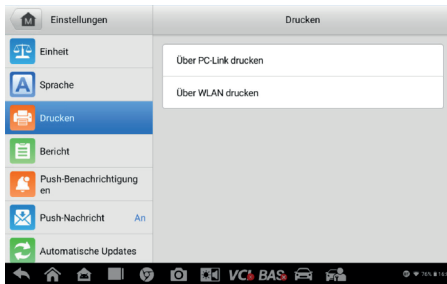 M
Einstellungen
Drucken
Einheit
A
Sprache
Drucken
Bericht
Push-Benachrichtigung
en
Push-Nachricht An
Automatische Updates
Über PC-Link drucken
Über WLAN drucken
VCI BAS 76%